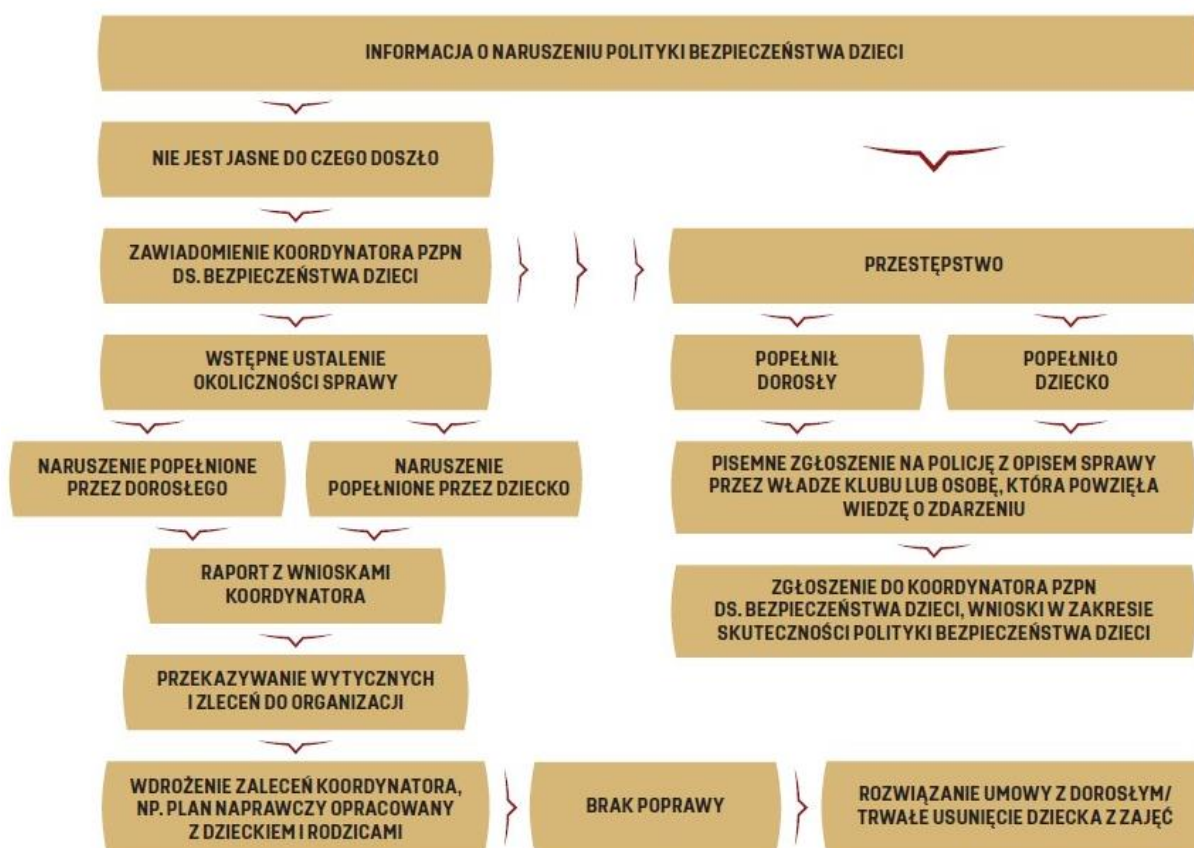 INFORMACJA O NARUSZENIU POLITYKI BEZPIECZEŃSTWA DZIECI
NIE JEST JASNE DO CZEGO DOSZŁO
ZAWIADOMIENIE KOORDYNATORA PZPN
DS. BEZPIECZEŃSTWA DZIECI
PRZESTĘPSTWO
WSTĘPNE USTALENIE
OKOLICZNOŚCI SPRAWY
POPEŁNIŁ
DOROSŁY
POPEŁNIŁO
DZIECKO
NARUSZENIE POPEŁNIONE
PRZEZ DOROSŁEGO
NARUSZENIE
POPEŁNIONE PRZEZ DZIECKO
PISEMNE ZGŁOSZENIE NA POLICJĘ Z OPISEM SPRAWY
PRZEZ WŁADZE KLUBU LUB OSOBĘ, KTÓRA POWZIĘŁA
WIEDZĘ O ZDARZENIU
RAPORT Z WNIOSKAMI
KOORDYNATORA
ZGŁOSZENIE DO KOORDYNATORA PZPN
DS. BEZPIECZEŃSTWA DZIECI, WNIOSKI W ZAKRESIE
SKUTECZNOŚCI POLITYKI BEZPIECZEŃSTWA DZIECI
PRZEKAZYWANIE WYTYCZNYCH
I ZLECEŃ DO ORGANIZACJI
WDROŻENIE ZALECEŃ KOORDYNATORA,
NP. PLAN NAPRAWCZY OPRACOWANY
Z DZIECKIEM I RODZICAMI
BRAK POPRAWY
ROZWIĄZANIE UMOWY Z DOROSŁYM/
TRWAŁE USUNIĘCIE DZIECKA Z ZAJĘĆ